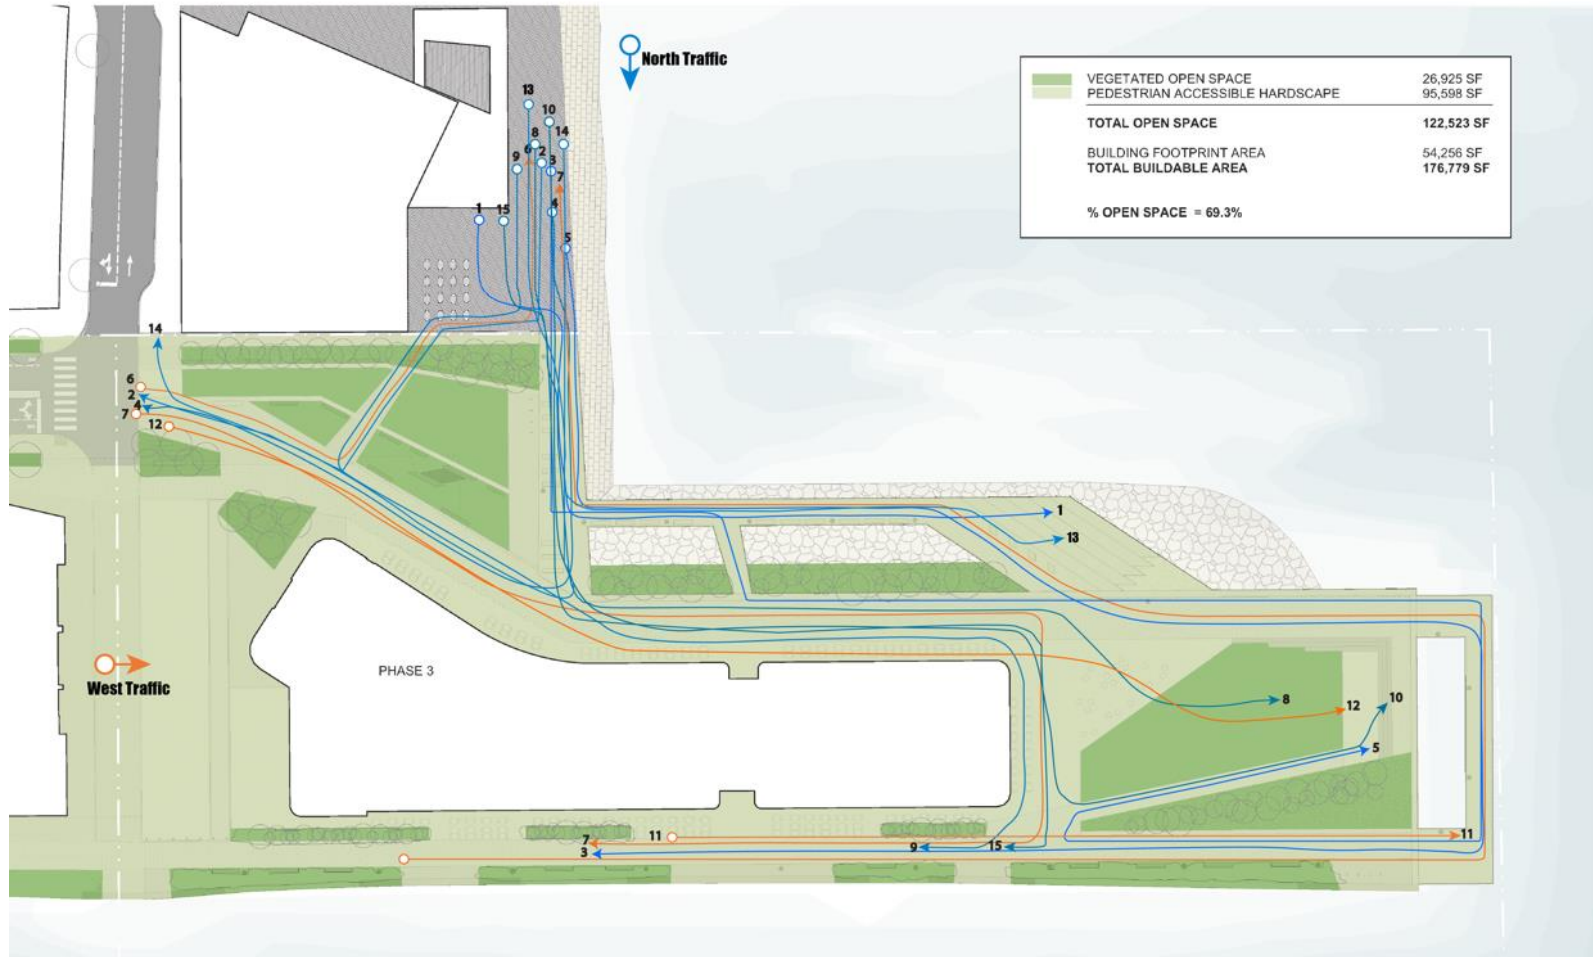 North Traffic
VEGETATED OPEN SPACE 26,925 SF
PEDESTRIAN ACCESSIBLE HARDSCAPE 95,598 SF
TOTAL OPEN SPACE 122,523 SF
BUILDING FOOTPRINT AREA 54,256 SF
TOTAL BUILDABLE AREA 176,779 SF
% OPEN SPACE = 69.3%
13
10
8 14
9 6 2 3
7
1 15 4
5
14
6
2
4
7
12
1
13
PHASE 3
West Traffic
8 12 10
5
7 11 11
3 9 15